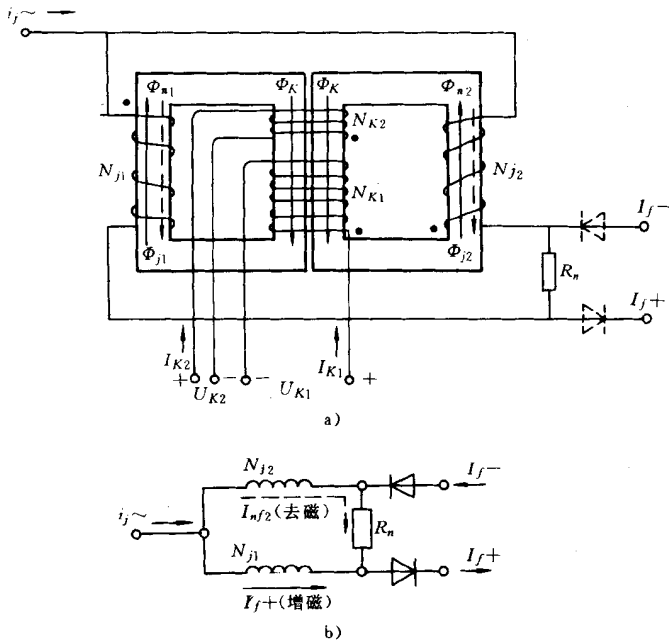 i_f~
Φ_n1 Φ_K Φ_K Φ_n2
N_K2
N_j1 N_K1 N_j2
Φ_j1 Φ_j2
I_f−
R_n
I_f+
I_K2 I_K1
+ − − +
U_K2 U_K1
a)
N_j2
I_f−
I_nf2(去磁)
i_j~ R_n
N_j1
I_f+
I_f+(增磁)
b)